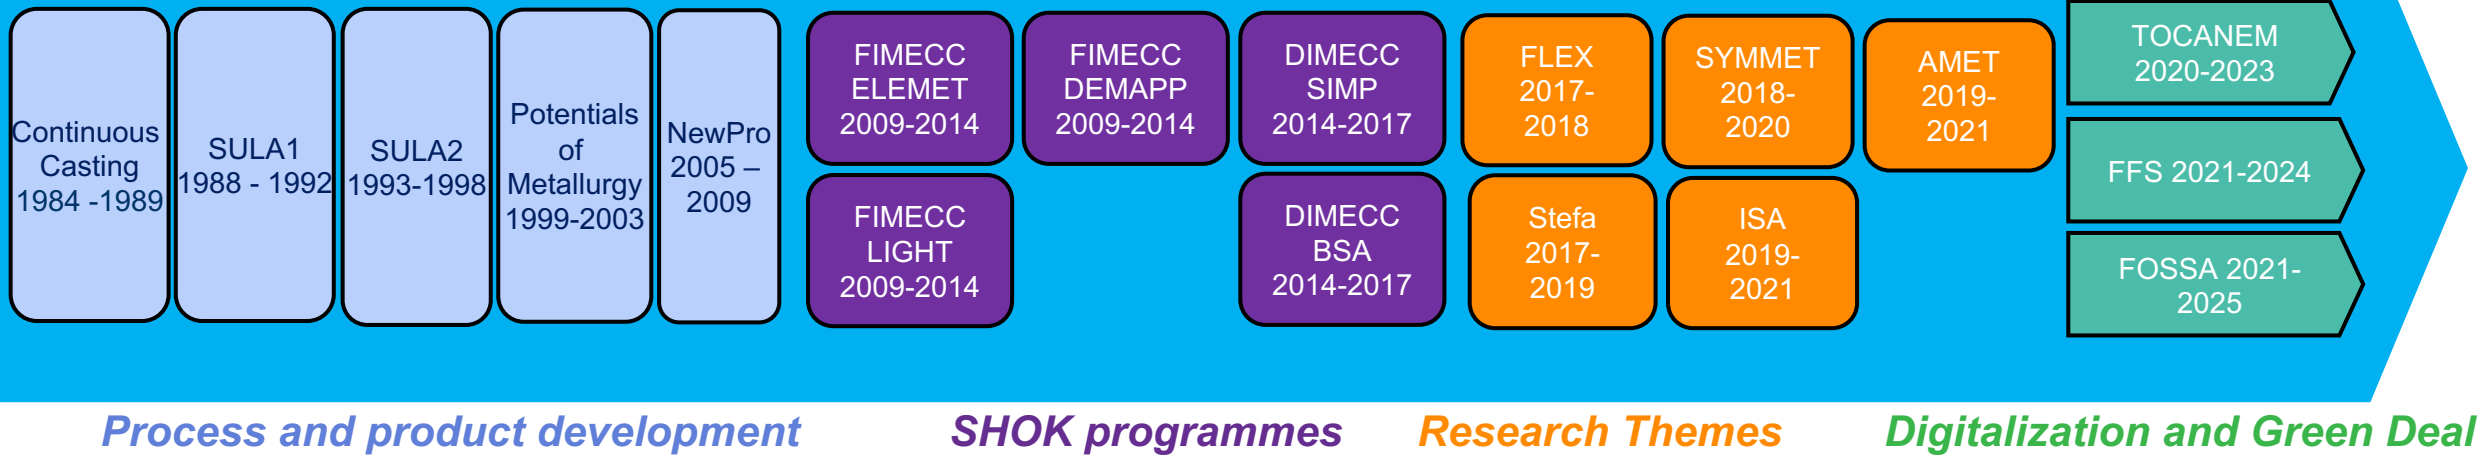 Continuous
Casting
1984 -1989
SULA1
1988 - 1992
SULA2
1993-1998
Potentials
of
Metallurgy
1999-2003
NewPro
2005 –
2009
FIMECC
ELEMET
2009-2014
FIMECC
LIGHT
2009-2014
FIMECC
DEMAPP
2009-2014
DIMECC
SIMP
2014-2017
DIMECC
BSA
2014-2017
FLEX
2017-
2018
Stefa
2017-
2019
SYMMET
2018-
2020
ISA
2019-
2021
AMET
2019-
2021
TOCANEM
2020-2023
FFS 2021-2024
FOSSA 2021-
2025
Process and product development
SHOK programmes
Research Themes
Digitalization and Green Deal